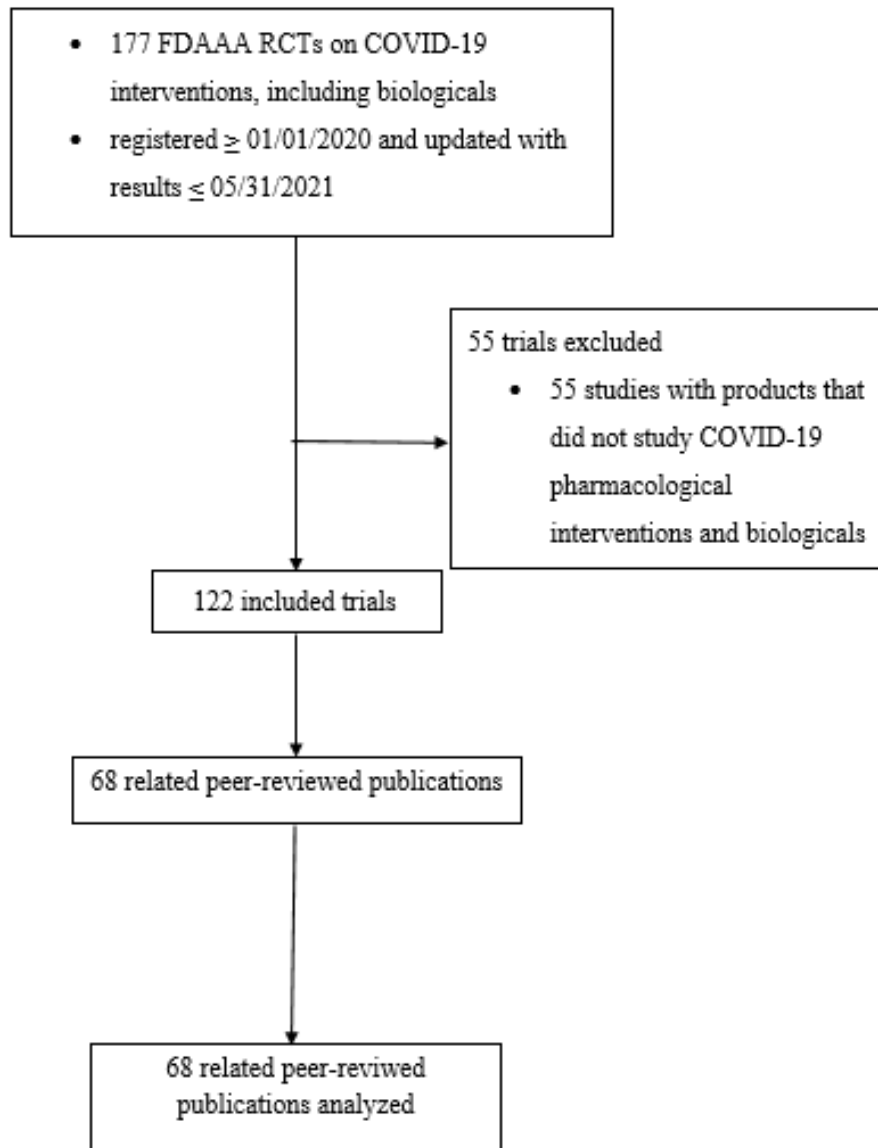 • 177 FDAAA RCTs on COVID-19
interventions, including biologicals
• registered ≥ 01/01/2020 and updated with
results ≤ 05/31/2021
55 trials excluded
• 55 studies with products that
did not study COVID-19
pharmacological
interventions and biologicals
122 included trials
68 related peer-reviewed publications
68 related peer-reviwed
publications analyzed